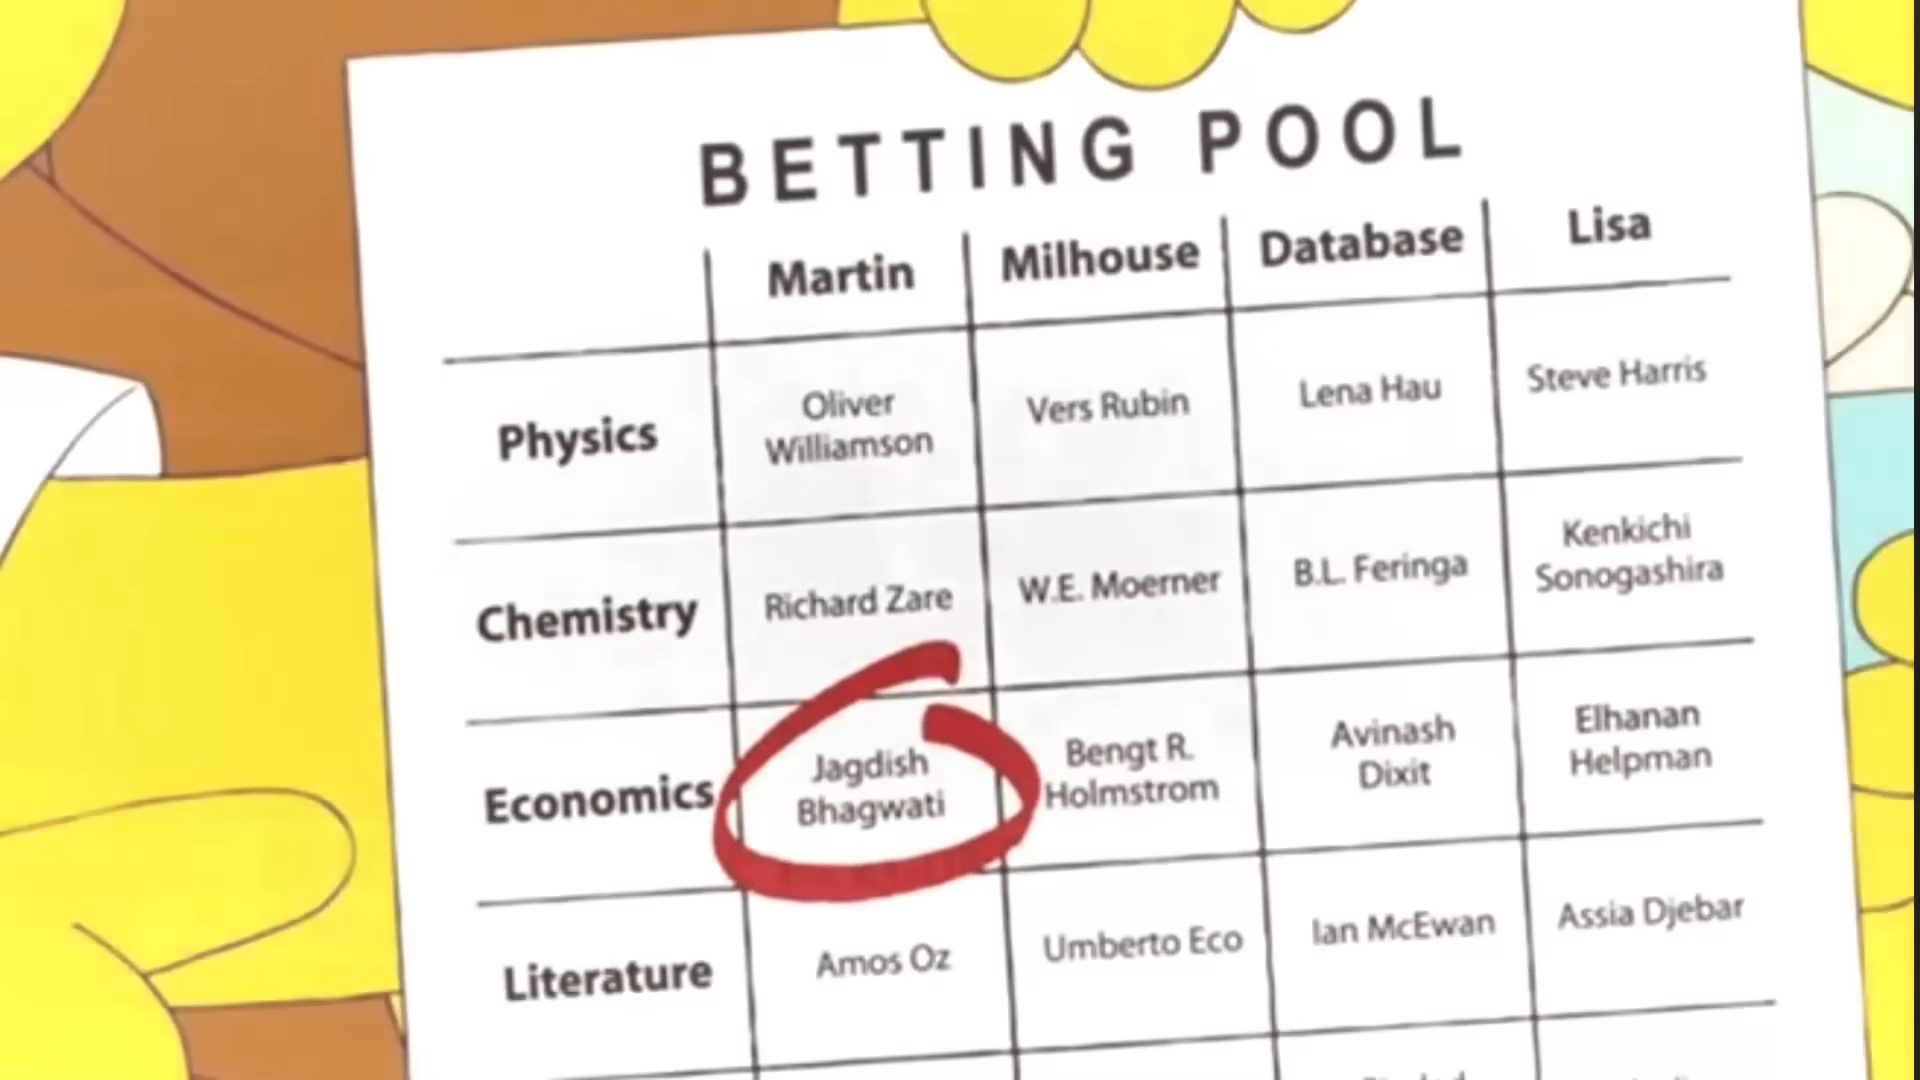 BETTING POOL
Martin Milhouse Database Lisa
Physics
Oliver
Williamson
Vers Rubin
Lena Hau
Steve Harris
Chemistry
Richard Zare
W.E. Moerner
B.L. Feringa
Kenkichi
Sonogashira
Economics
Jagdish
Bhagwati
Bengt R.
Holmstrom
Avinash
Dixit
Elhanan
Helpman
Literature
Amos Oz
Umberto Eco
Ian McEwan
Assia Djebar